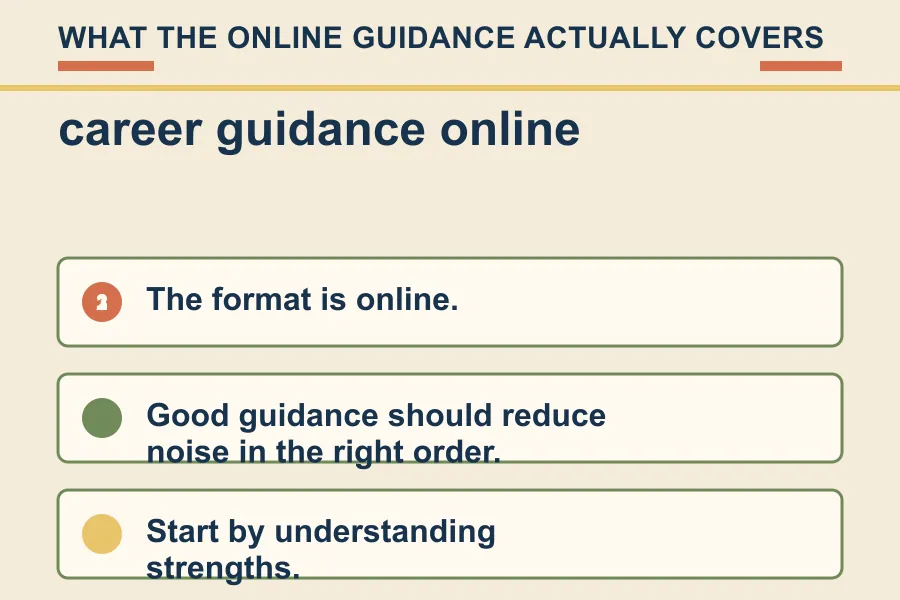 WHAT THE ONLINE GUIDANCE ACTUALLY COVERS
career guidance online
The format is online.
Good guidance should reduce
noise in the right order.
Start by understanding
strengths.